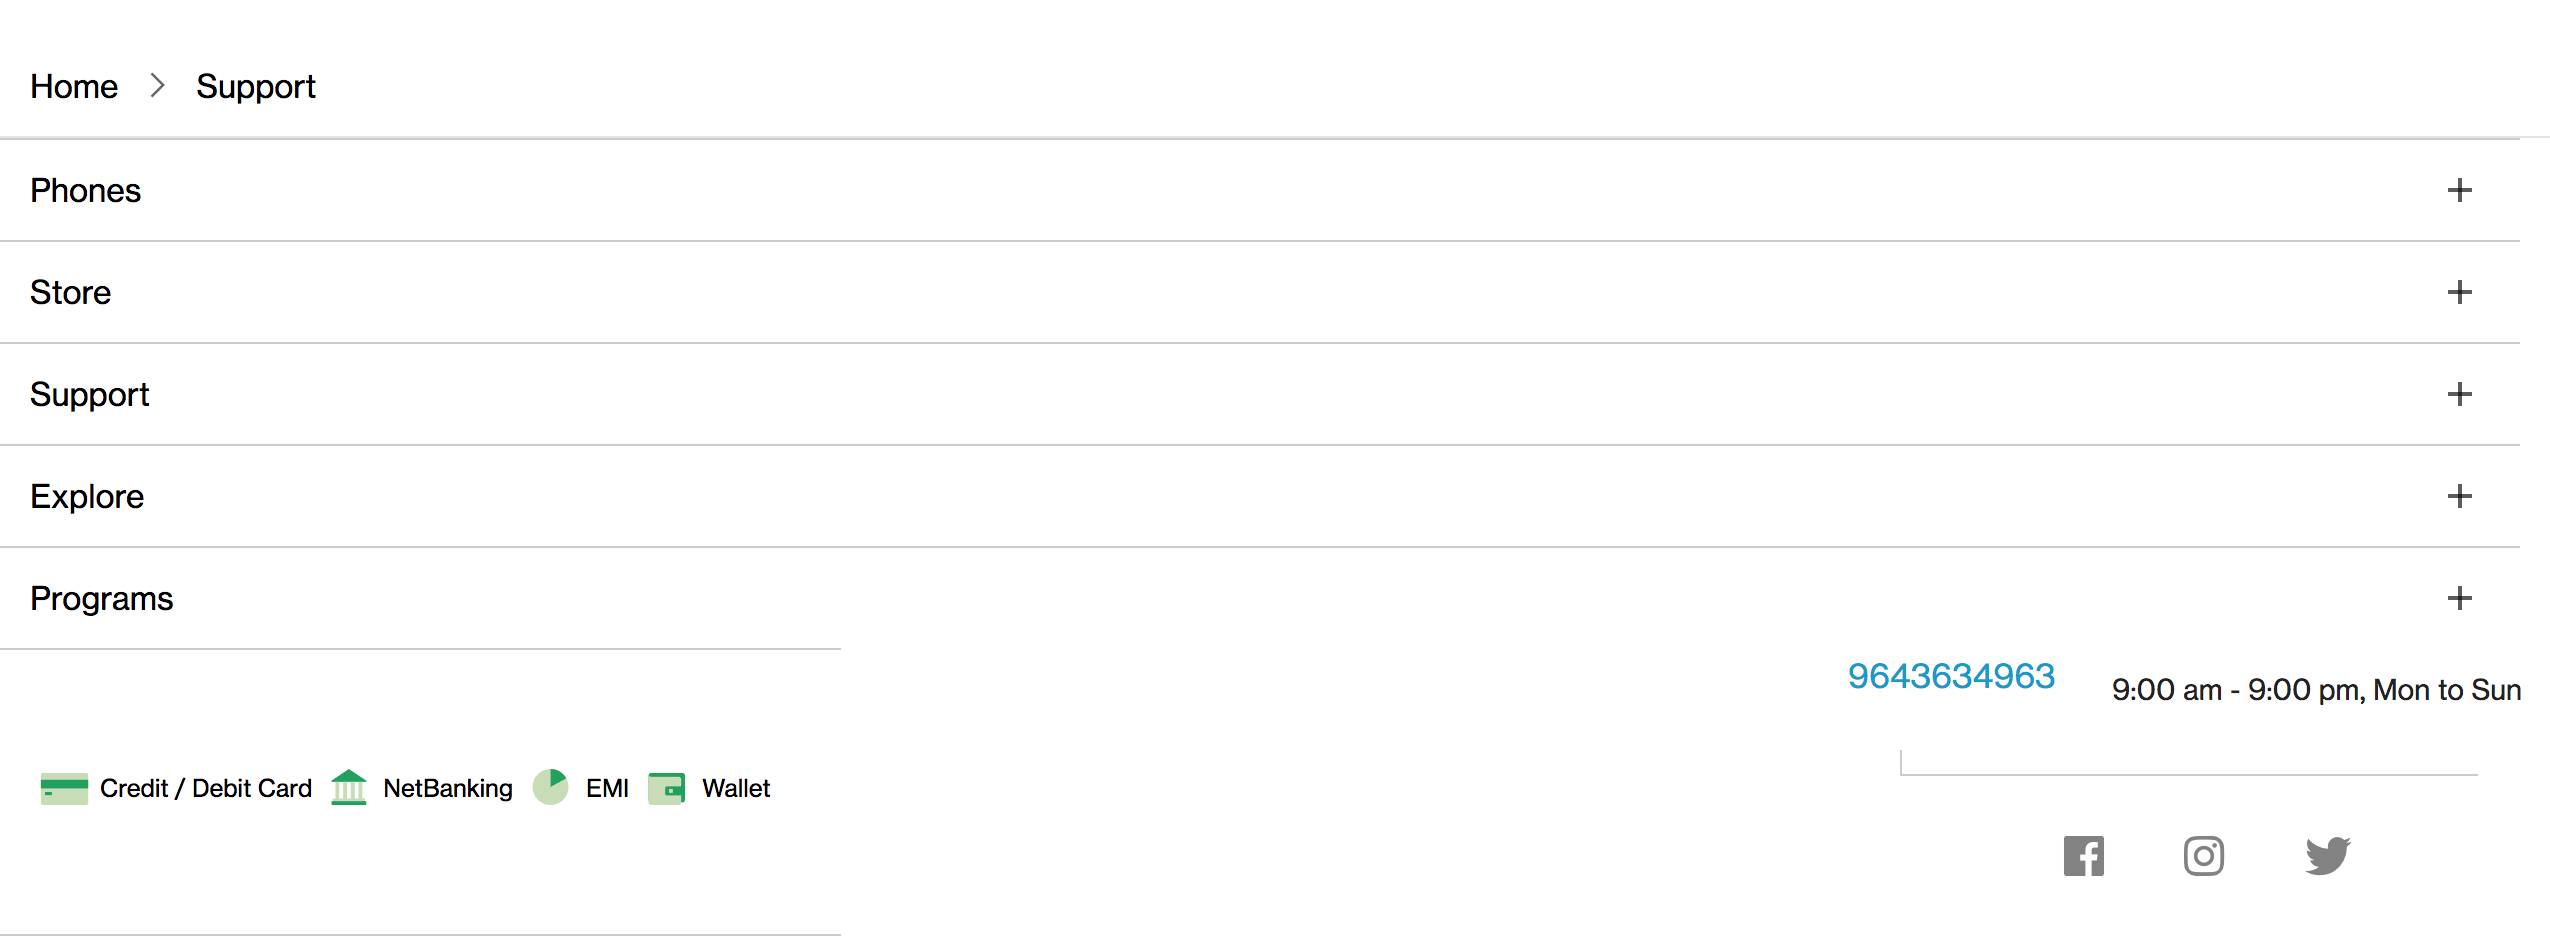 Home > Support
Phones
Store
Support
Explore
Programs
9643634963
9:00 am - 9:00 pm, Mon to Sun
Credit / Debit Card NetBanking EMI Wallet